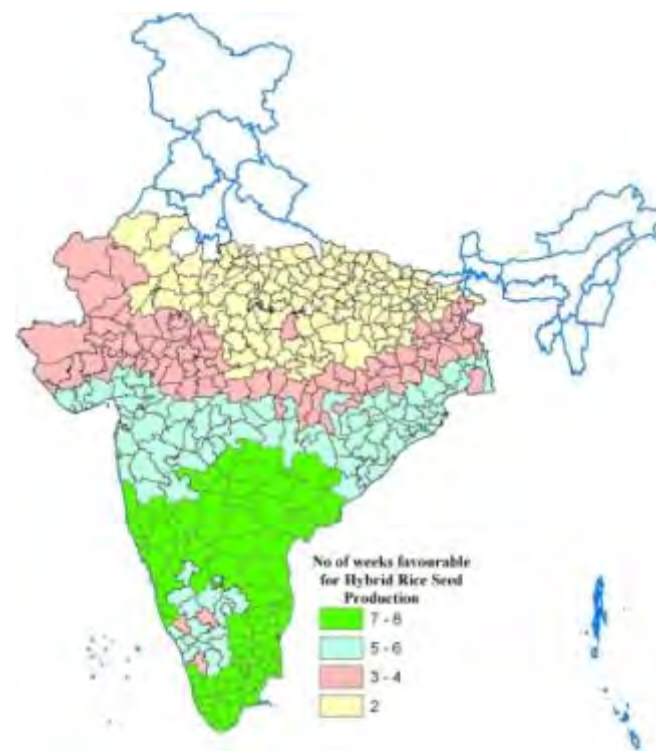 No of weeks favourable
for Hybrid Rice Seed
Production
7 - 8
5 - 6
3 - 4
2